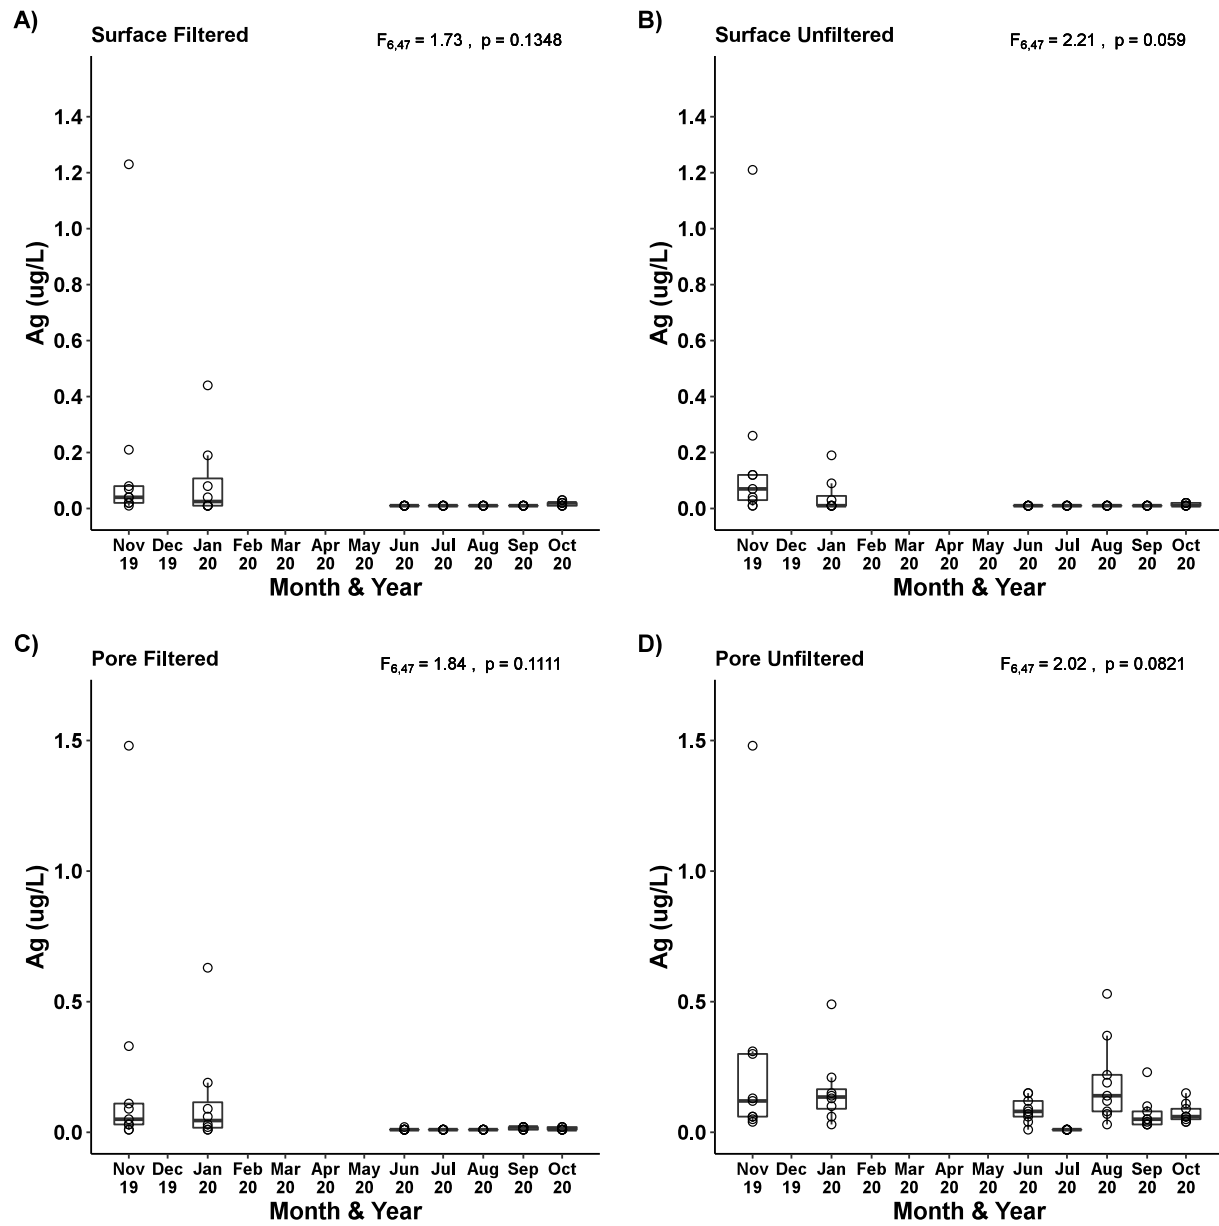 A)
Surface Filtered
F6,47 = 1.73 , p = 0.1348
1.4
1.2
1.0
0.8
0.6
0.4
0.2
0.0
Ag (ug/L)
Nov Dec Jan Feb Mar Apr May Jun Jul Aug Sep Oct
19 19 20 20 20 20 20 20 20 20 20 20
Month & Year
B)
Surface Unfiltered
F6,47 = 2.21 , p = 0.059
1.4
1.2
1.0
0.8
0.6
0.4
0.2
0.0
Ag (ug/L)
Nov Dec Jan Feb Mar Apr May Jun Jul Aug Sep Oct
19 19 20 20 20 20 20 20 20 20 20 20
Month & Year
C)
Pore Filtered
F6,47 = 1.84 , p = 0.1111
1.5
1.0
0.5
0.0
Ag (ug/L)
Nov Dec Jan Feb Mar Apr May Jun Jul Aug Sep Oct
19 19 20 20 20 20 20 20 20 20 20 20
Month & Year
D)
Pore Unfiltered
F6,47 = 2.02 , p = 0.0821
1.5
1.0
0.5
0.0
Ag (ug/L)
Nov Dec Jan Feb Mar Apr May Jun Jul Aug Sep Oct
19 19 20 20 20 20 20 20 20 20 20 20
Month & Year